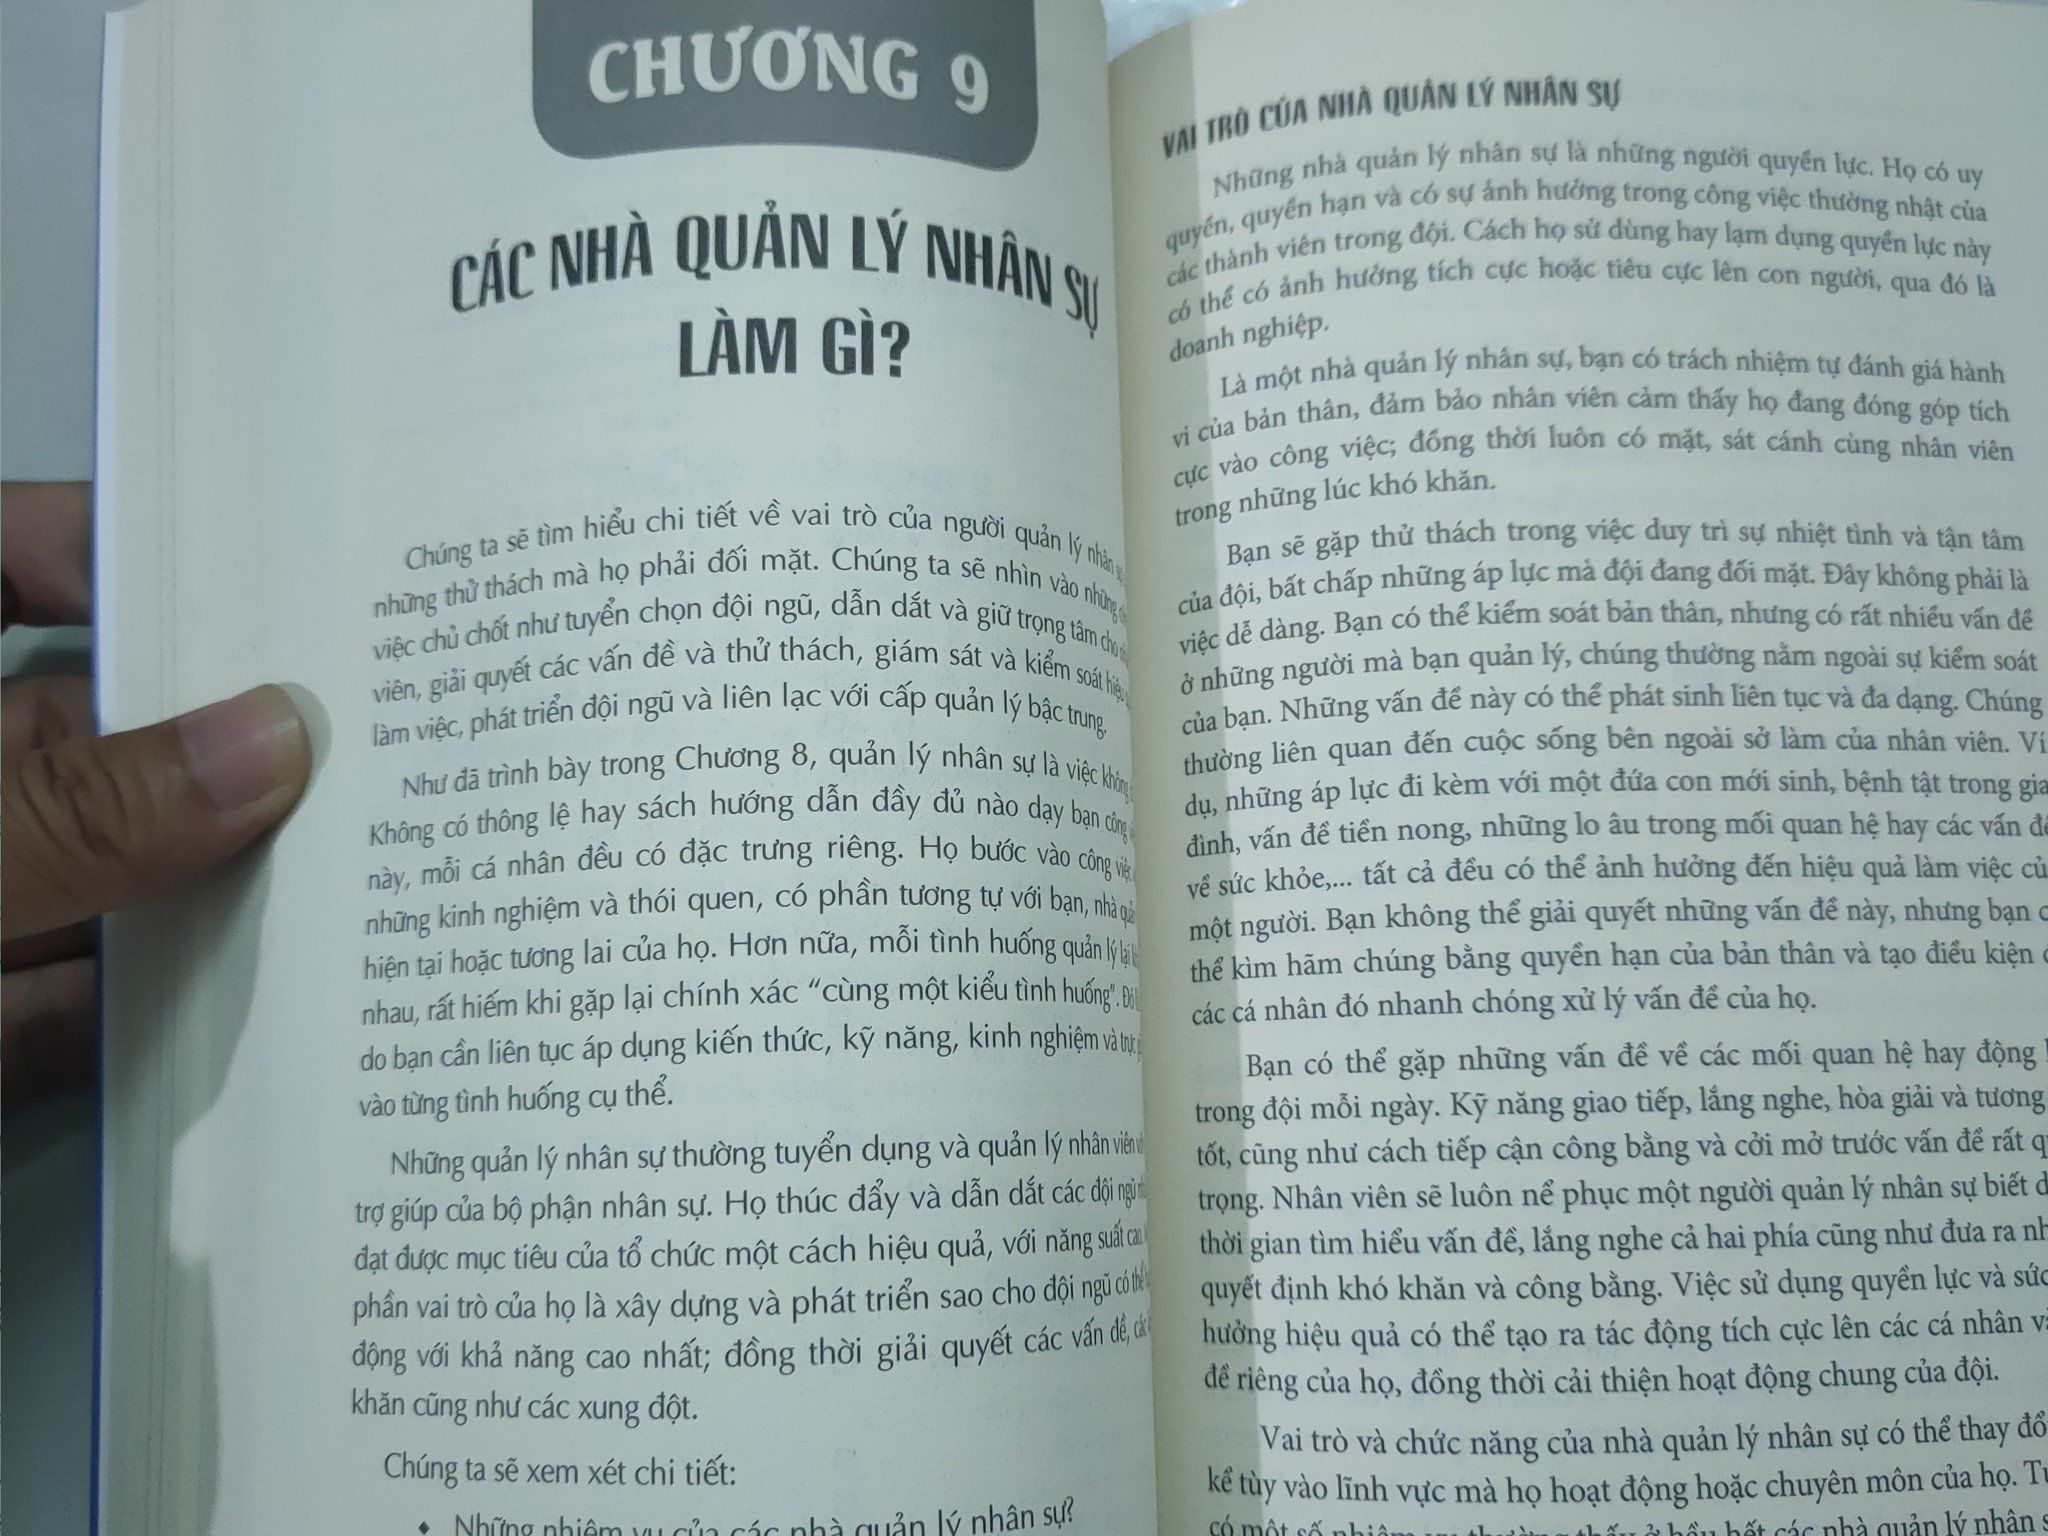 CHƯƠNG 9
CÁC NHÀ QUẢN LÝ NHÂN SỰ
LÀM GÌ?
Chúng ta sẽ tìm hiểu chi tiết về vai trò của người quản lý nhân
những thử thách mà họ phải đối mặt. Chúng ta sẽ nhìn vào những
việc chủ chốt như tuyển chọn đội ngũ, dẫn dắt và giữ trọng tâm cho
viên, giải quyết các vấn đề và thử thách, giám sát và kiểm soát hiệu
làm việc, phát triển đội ngũ và liên lạc với cấp quản lý bậc trung.
Như đã trình bày trong Chương 8, quản lý nhân sự là việc không
Không có thông lệ hay sách hướng dẫn đầy đủ nào dạy bạn công
này, mỗi cá nhân đều có đặc trưng riêng. Họ bước vào công việc
những kinh nghiệm và thói quen, có phần tương tự với bạn, nhà
hiện tại hoặc tương lai của họ. Hơn nữa, mỗi tình huống quản lý lại
nhau, rất hiếm khi gặp lại chính xác “cùng một kiểu tình huống”.
do bạn cần liên tục áp dụng kiến thức, kỹ năng, kinh nghiệm và
vào từng tình huống cụ thể.
Những quản lý nhân sự thường tuyển dụng và quản lý nhân viên
trợ giúp của bộ phận nhân sự. Họ thúc đẩy và dẫn dắt các đội ngũ
đạt được mục tiêu của tổ chức một cách hiệu quả, với năng suất cao
phần vai trò của họ là xây dựng và phát triển sao cho đội ngũ có thể
động với khả năng cao nhất; đồng thời giải quyết các vấn đề,
khăn cũng như các xung đột.
Chúng ta sẽ xem xét chi tiết:
♦ Những nhiệm vụ của các nhà quản lý nhân sự?
VAI TRÒ CỦA NHÀ QUẢN LÝ NHÂN SỰ
Những nhà quản lý nhân sự là những người quyền lực. Họ có uy
quyền, quyền hạn và có sự ảnh hưởng trong công việc thường nhật của
các thành viên trong đội. Cách họ sử dùng hay lạm dụng quyền lực này
có thể có ảnh hưởng tích cực hoặc tiêu cực lên con người, qua đó là
doanh nghiệp.
Là một nhà quản lý nhân sự, bạn có trách nhiệm tự đánh giá hành
vi của bản thân, đảm bảo nhân viên cảm thấy họ đang đóng góp tích
cực vào công việc; đồng thời luôn có mặt, sát cánh cùng nhân viên
trong những lúc khó khăn.
Bạn sẽ gặp thử thách trong việc duy trì sự nhiệt tình và tận tâm
của đội, bất chấp những áp lực mà đội đang đối mặt. Đây không phải là
việc dễ dàng. Bạn có thể kiểm soát bản thân, nhưng có rất nhiều vấn đề
ở những người mà bạn quản lý, chúng thường nằm ngoài sự kiểm soát
của bạn. Những vấn đề này có thể phát sinh liên tục và đa dạng. Chúng
thường liên quan đến cuộc sống bên ngoài sở làm của nhân viên. Ví
dụ, những áp lực đi kèm với một đứa con mới sinh, bệnh tật trong gia
đình, vấn đề tiền nong, những lo âu trong mối quan hệ hay các vấn đề
về sức khỏe,... tất cả đều có thể ảnh hưởng đến hiệu quả làm việc của
một người. Bạn không thể giải quyết những vấn đề này, nhưng bạn
thể kìm hãm chúng bằng quyền hạn của bản thân và tạo điều kiện
các cá nhân đó nhanh chóng xử lý vấn đề của họ.
Bạn có thể gặp những vấn đề về các mối quan hệ hay động
trong đội mỗi ngày. Kỹ năng giao tiếp, lắng nghe, hòa giải và tương
tốt, cũng như cách tiếp cận công bằng và cởi mở trước vấn đề rất
trọng. Nhân viên sẽ luôn nể phục một người quản lý nhân sự biết
thời gian tìm hiểu vấn đề, lắng nghe cả hai phía cũng như đưa ra
quyết định khó khăn và công bằng. Việc sử dụng quyền lực và sức
hưởng hiệu quả có thể tạo ra tác động tích cực lên các cá nhân
đề riêng của họ, đồng thời cải thiện hoạt động chung của đội.
Vai trò và chức năng của nhà quản lý nhân sự có thể thay
kể tùy vào lĩnh vực mà họ hoạt động hoặc chuyên môn của họ.
có một số nhiệm vụ thường thấy ở hầu hết các nhà quản lý nhân